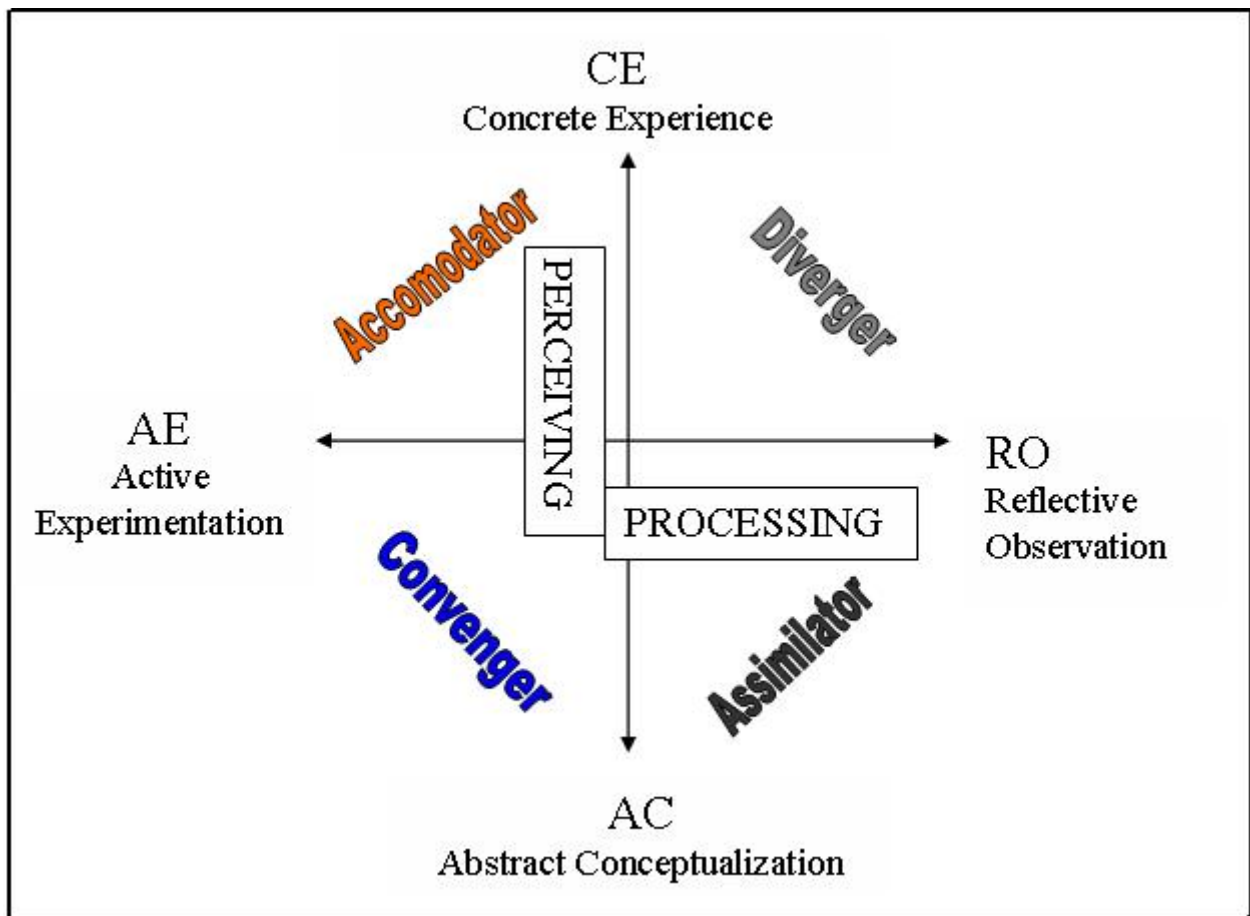 CE
Concrete Experience
Accomodator
Diverger
PERCEIVING
AE
Active
Experimentation
RO
Reflective
Observation
PROCESSING
Convenger
Assimilator
AC
Abstract Conceptualization